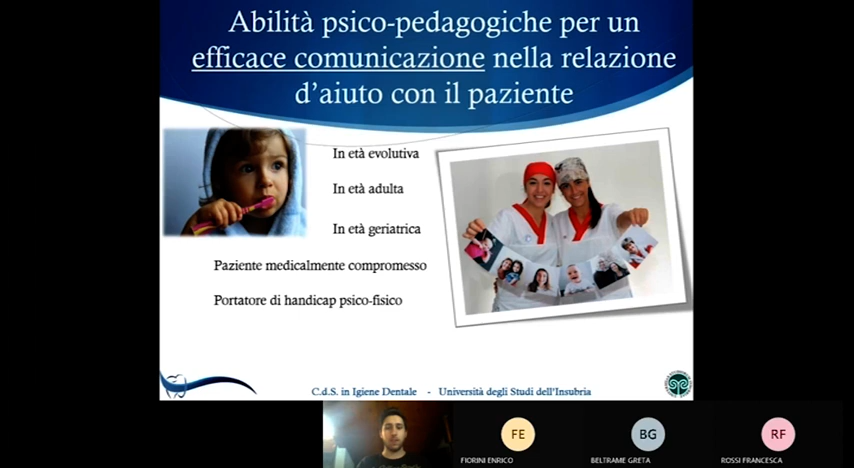 Abilità psico-pedagogiche per un
efficace comunicazione nella relazione
d'aiuto con il paziente
In età evolutiva
In età adulta
In età geriatrica
Paziente medicalmente compromesso
Portatore di handicap psico-fisico
C.d.S. in Igiene Dentale - Università degli Studi dell'Insubria
FE
BG
RF
FIORINI ENRICO
BELTRAME GRETA
ROSSI FRANCESCA